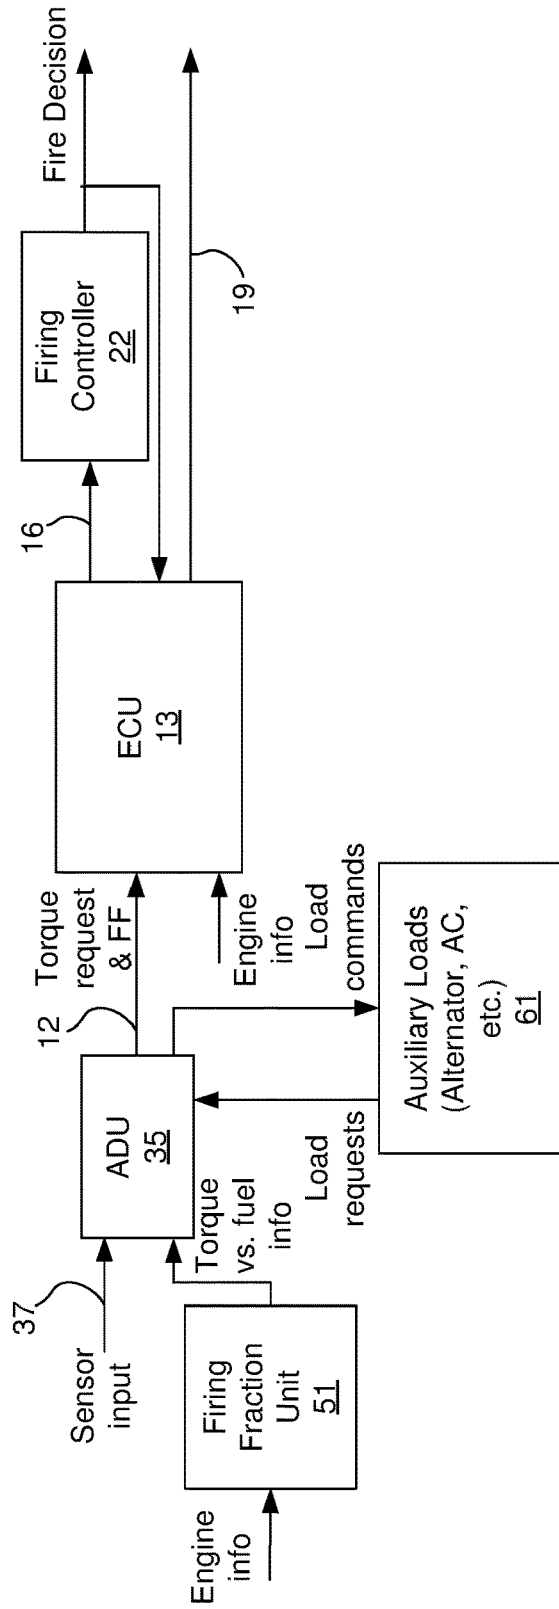 Engine
info
Firing
Fraction
Unit
51
Sensor
input
37
Torque
vs. fuel
info
ADU
35
12
Torque
request
& FF
Load
requests
Load
commands
Auxiliary Loads
(Alternator, AC,
etc.)
61
Engine
info
ECU
13
16
Firing
Controller
22
Fire Decision
19